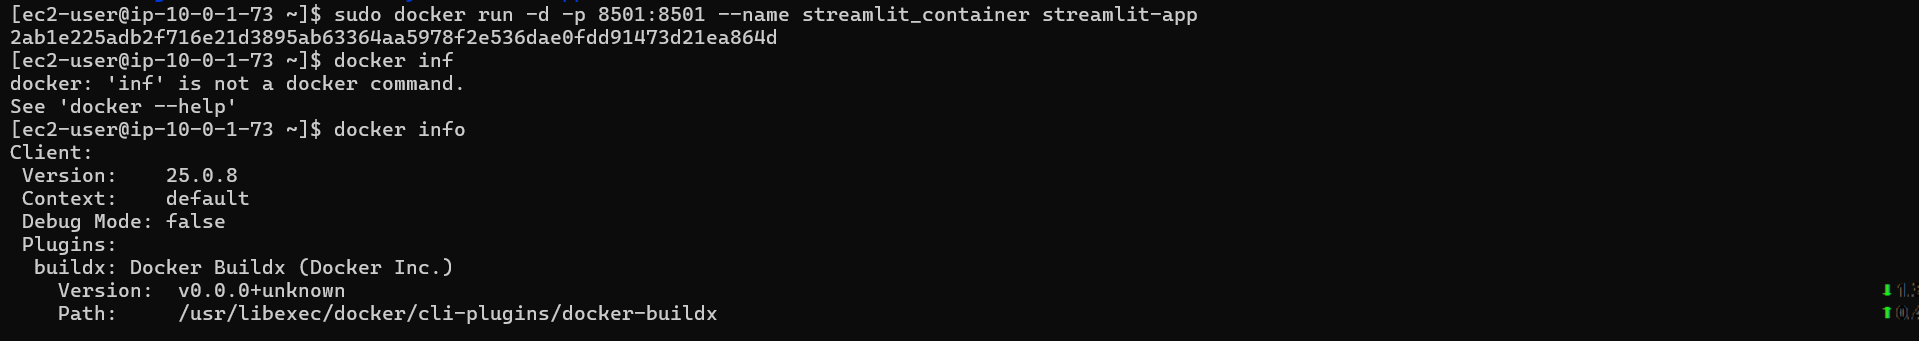 [ec2-user@ip-10-0-1-73 ~]$ sudo docker run -d -p 8501:8501 --name streamlit_container streamlit-app
2ab1e225adb2f716e21d3895ab63364aa5978f2e536dae0fdd91473d21ea864d
[ec2-user@ip-10-0-1-73 ~]$ docker inf
docker: 'inf' is not a docker command.
See 'docker --help'
[ec2-user@ip-10-0-1-73 ~]$ docker info
Client:
 Version:    25.0.8
 Context:    default
 Debug Mode: false
 Plugins:
  buildx: Docker Buildx (Docker Inc.)
    Version:  v0.0.0+unknown
    Path:     /usr/libexec/docker/cli-plugins/docker-buildx